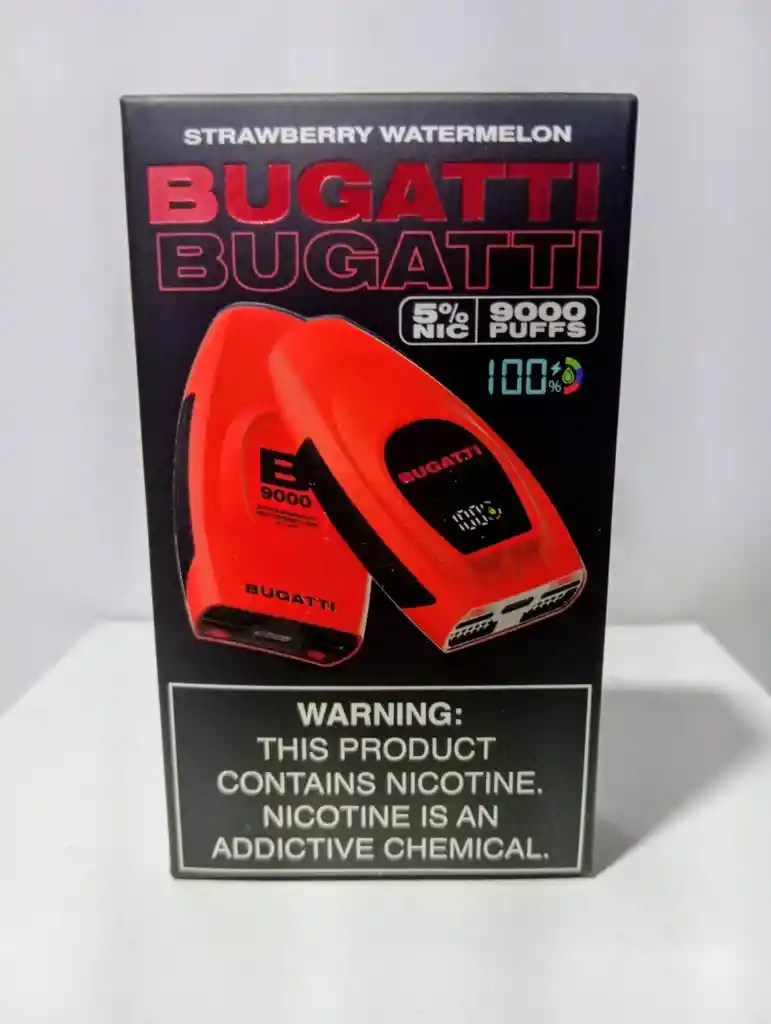 STRAWBERRY WATERMELON
BUGATTI
BUGATTI
5% NIC
9000 PUFFS
100%
B
9000
BUGATTI
BUGATTI
WARNING:
THIS PRODUCT
CONTAINS NICOTINE.
NICOTINE IS AN
ADDICTIVE CHEMICAL.